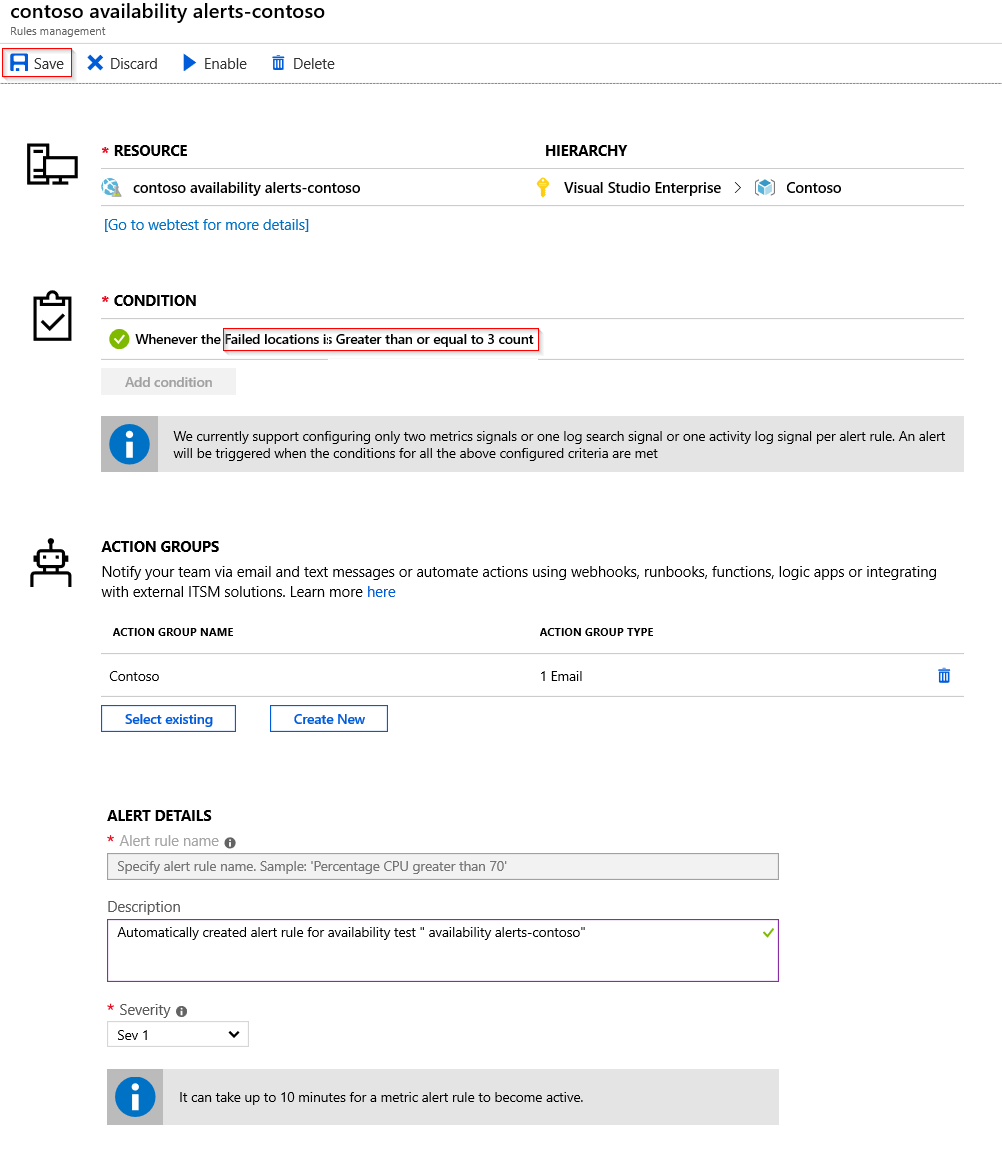 contoso availability alerts-contoso
Rules management
Save Discard Enable Delete
* RESOURCE HIERARCHY
contoso availability alerts-contoso Visual Studio Enterprise > Contoso
[Go to webtest for more details]
* CONDITION
Whenever the Failed locations is Greater than or equal to 3 count
Add condition
We currently support configuring only two metrics signals or one log search signal or one activity log signal per alert rule. An alert
will be triggered when the conditions for all the above configured criteria are met
ACTION GROUPS
Notify your team via email and text messages or automate actions using webhooks, runbooks, functions, logic apps or integrating
with external ITSM solutions. Learn more here
ACTION GROUP NAME ACTION GROUP TYPE
Contoso 1 Email
Select existing Create New
ALERT DETAILS
* Alert rule name
Specify alert rule name. Sample: 'Percentage CPU greater than 70'
Description
Automatically created alert rule for availability test " availability alerts-contoso"
* Severity
Sev 1
It can take up to 10 minutes for a metric alert rule to become active.